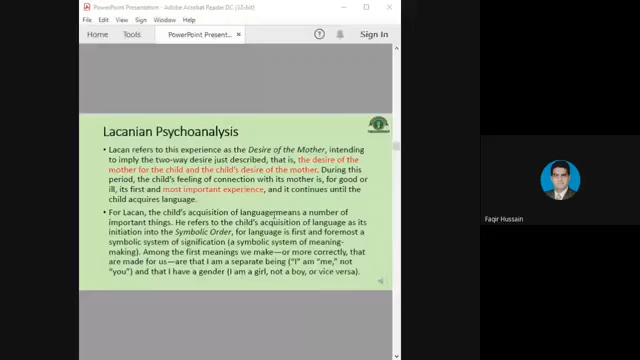 PowerPoint Presentation - Adobe Acrobat Reader DC (32-bit)
File Edit View Sign Window Help
Home Tools PowerPoint Present... × Sign In
Lacanian Psychoanalysis
Lacan refers to this experience as the Desire of the Mother, intending
to imply the two-way desire just described, that is, the desire of the
mother for the child and the child's desire of the mother. During this
period, the child's feeling of connection with its mother is, for good or
ill, its first and most important experience, and it continues until the
child acquires language.
For Lacan, the child's acquisition of language means a number of
important things. He refers to the child's acquisition of language as its
initiation into the Symbolic Order, for language is first and foremost a
symbolic system of signification (a symbolic system of meaning-
making). Among the first meanings we make—or more correctly, that
are made for us—are that I am a separate being ("I" am "me," not
"you") and that I have a gender (I am a girl, not a boy, or vice versa).
Faqir Hussain